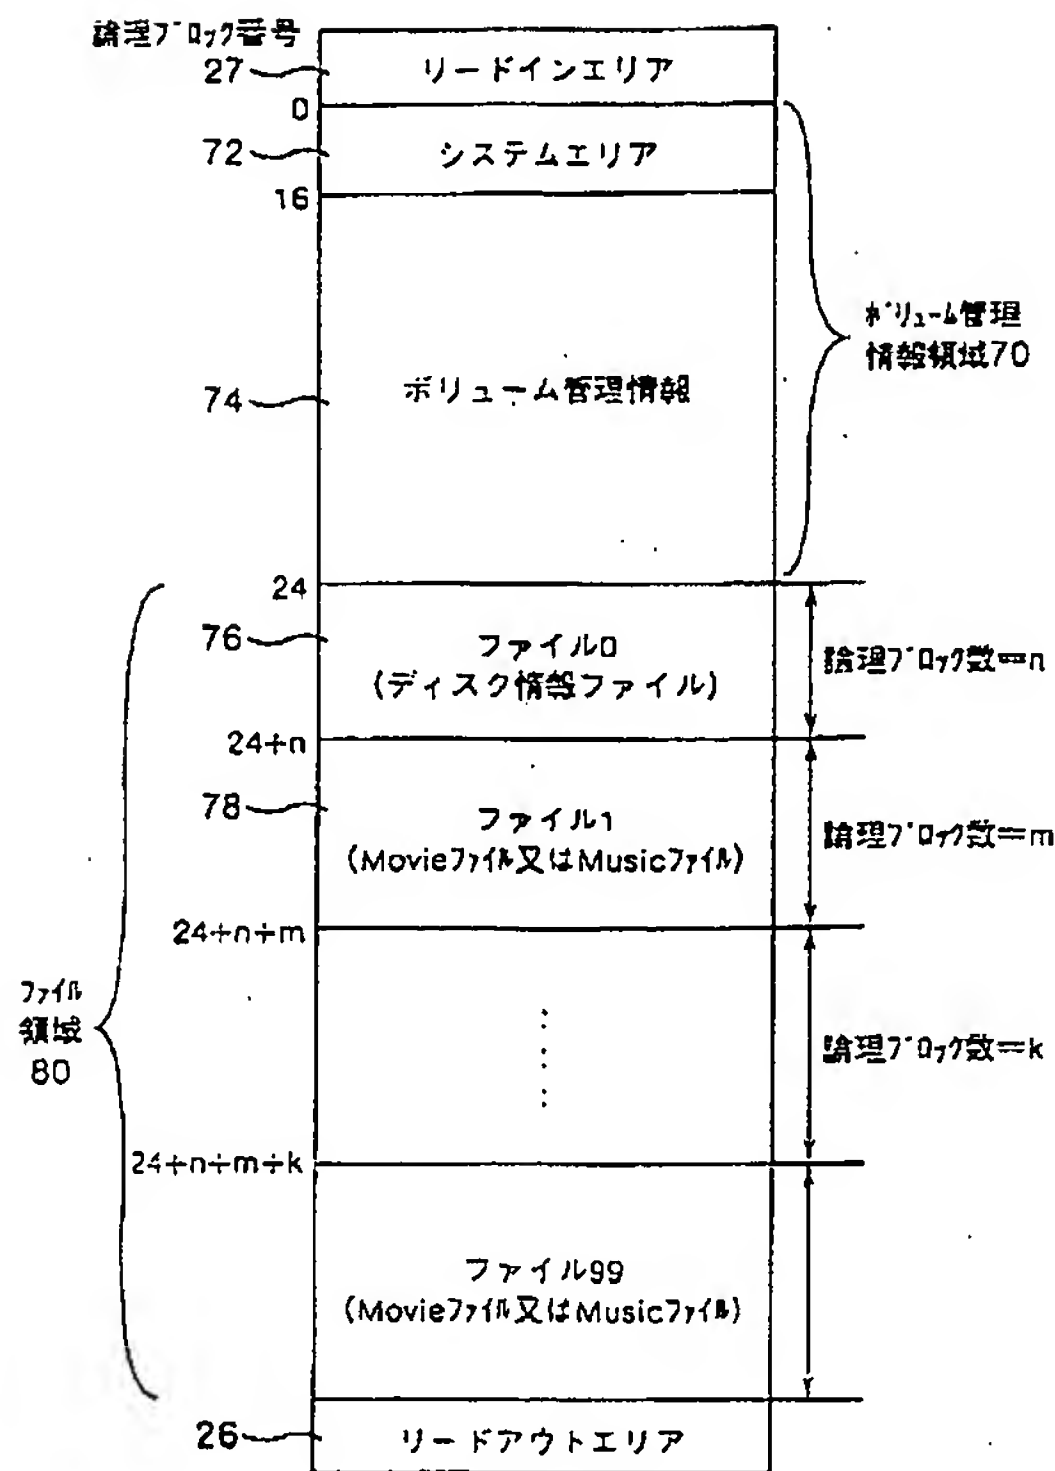 論理ブロック番号
27
リードインエリア
0
72
システムエリア
16
ボリューム管理
情報領域70
74
ボリューム管理情報
24
76
ファイル0
(ディスク情報ファイル)
論理ブロック数=n
24+n
78
ファイル1
(Movieファイル又はMusicファイル)
論理ブロック数=m
24+n+m
ファイル
領域
80
論理ブロック数=k
24+n+m+k
ファイル99
(Movieファイル又はMusicファイル)
26
リードアウトエリア